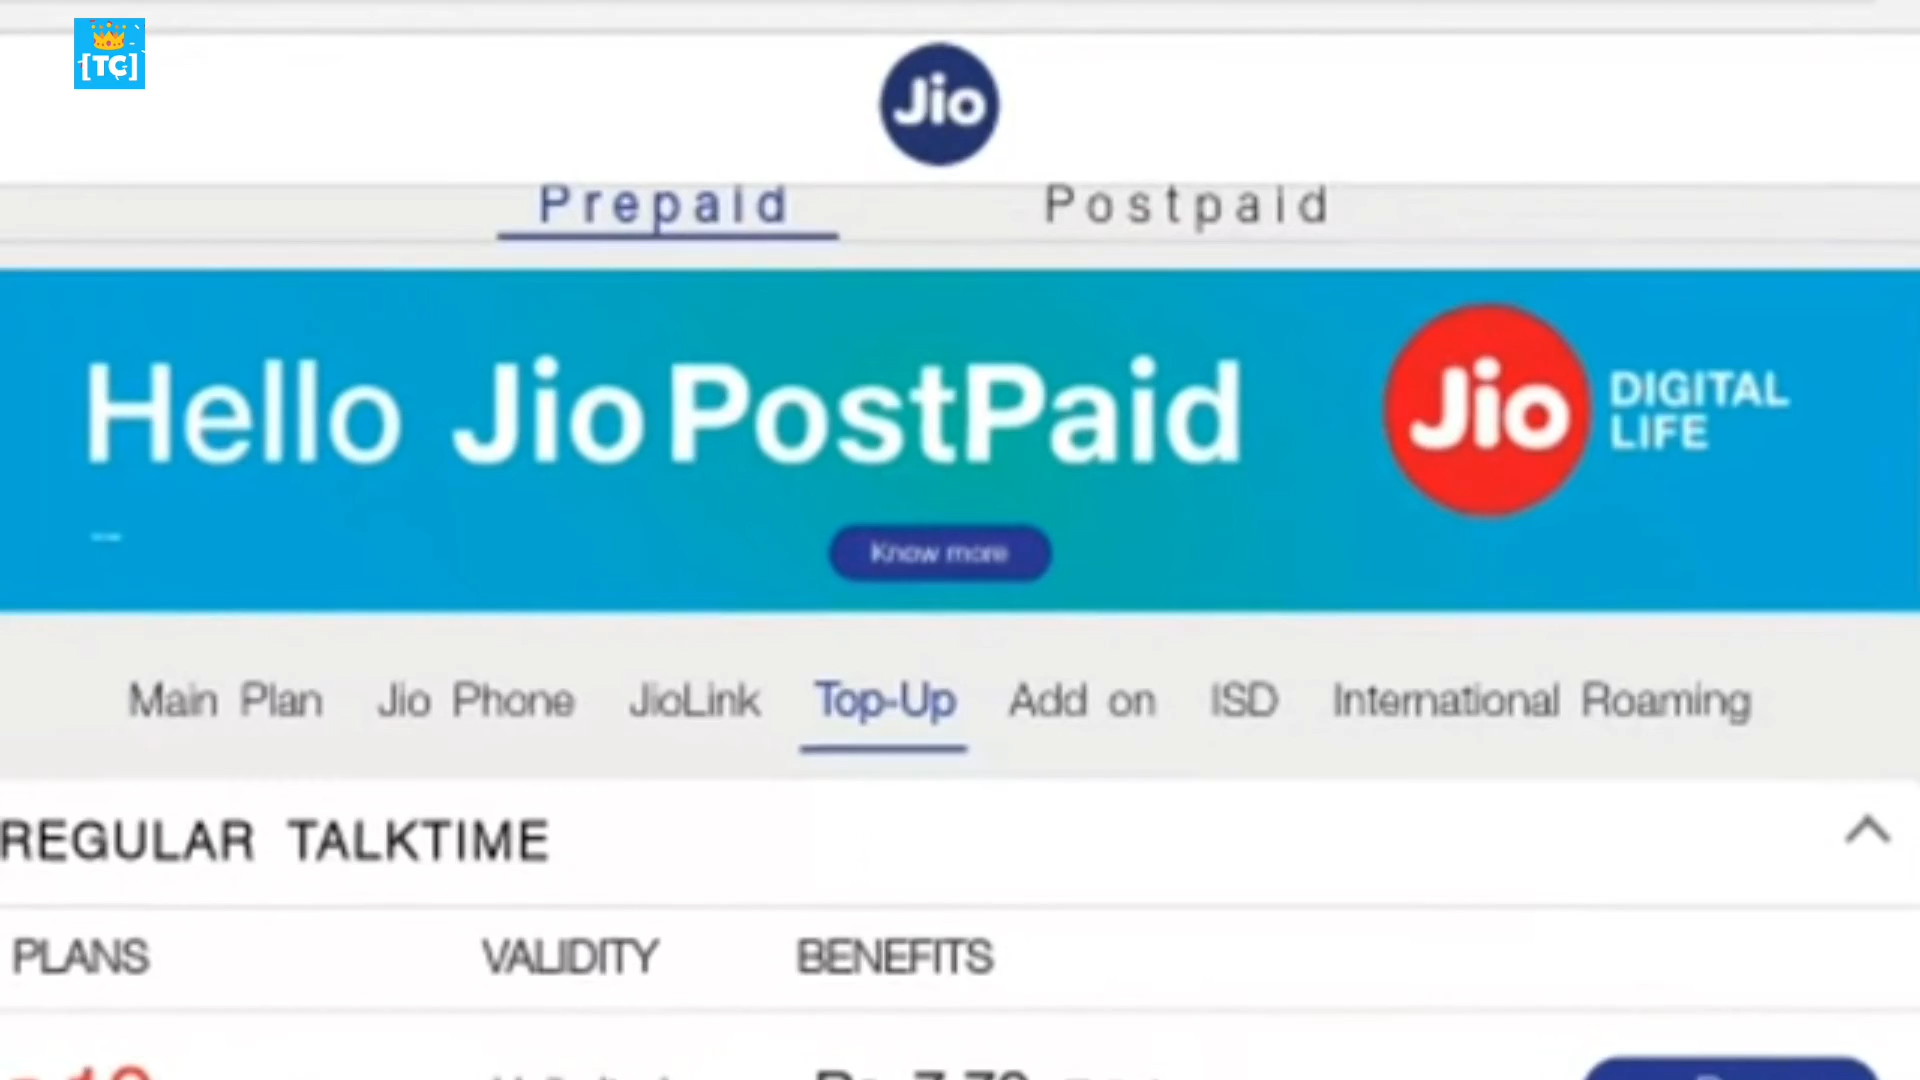 [TC]
Jio
Prepaid Postpaid
Hello Jio PostPaid
Jio DIGITAL
LIFE
Know more
Main Plan Jio Phone JioLink Top-Up Add on ISD International Roaming
REGULAR TALKTIME
PLANS VALIDITY BENEFITS